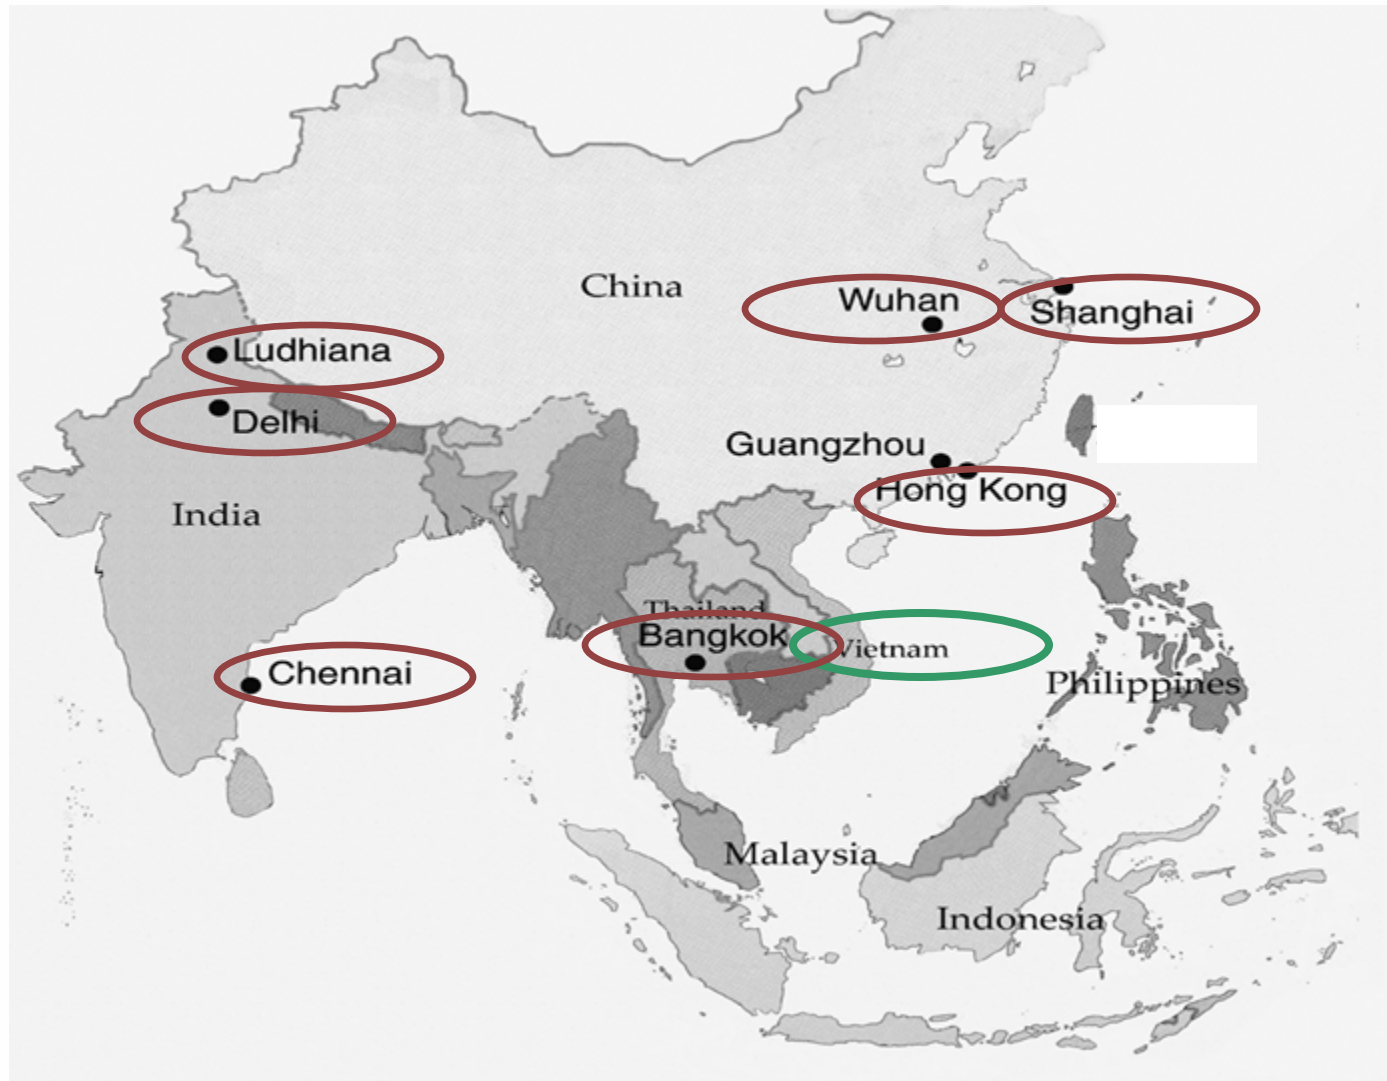 China
Wuhan
Shanghai
Ludhiana
Delhi
Guangzhou
Hong Kong
India
Thailand
Bangkok
Vietnam
Chennai
Philippines
Malaysia
Indonesia